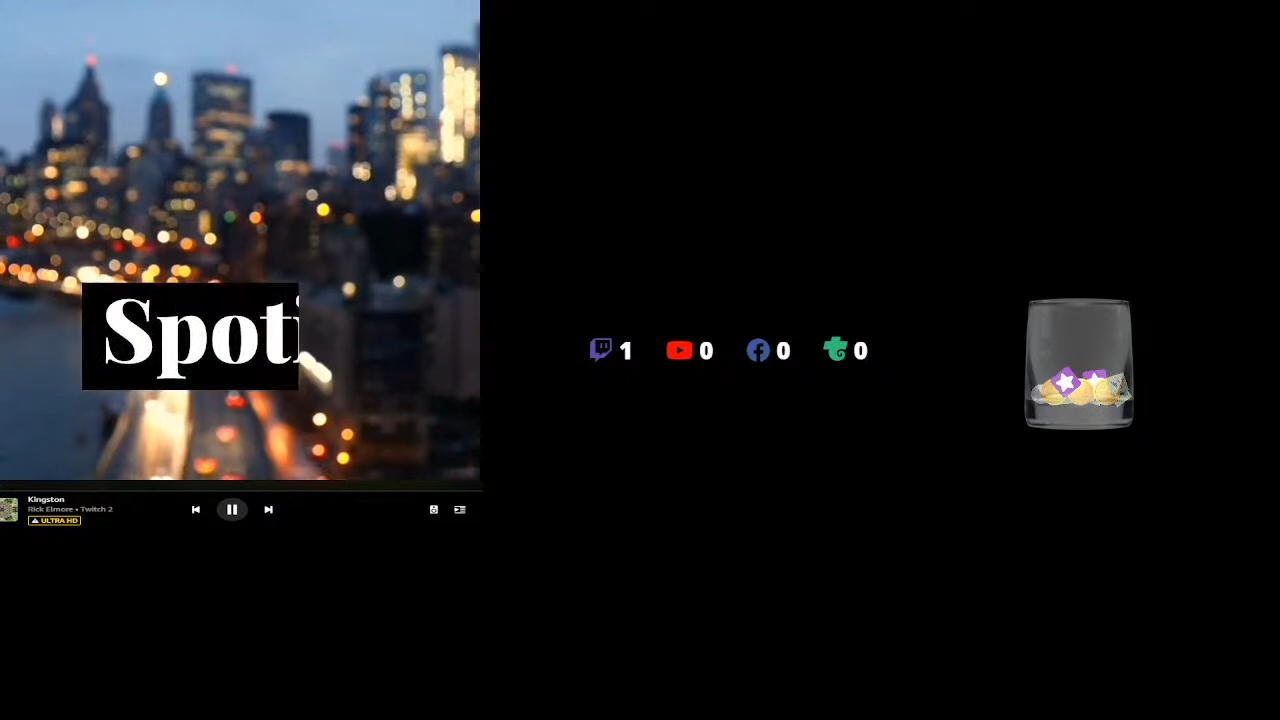 Spoti
1 0 0 0
Kingston
Rick Elmore • Twitch 2
ULTRA HD